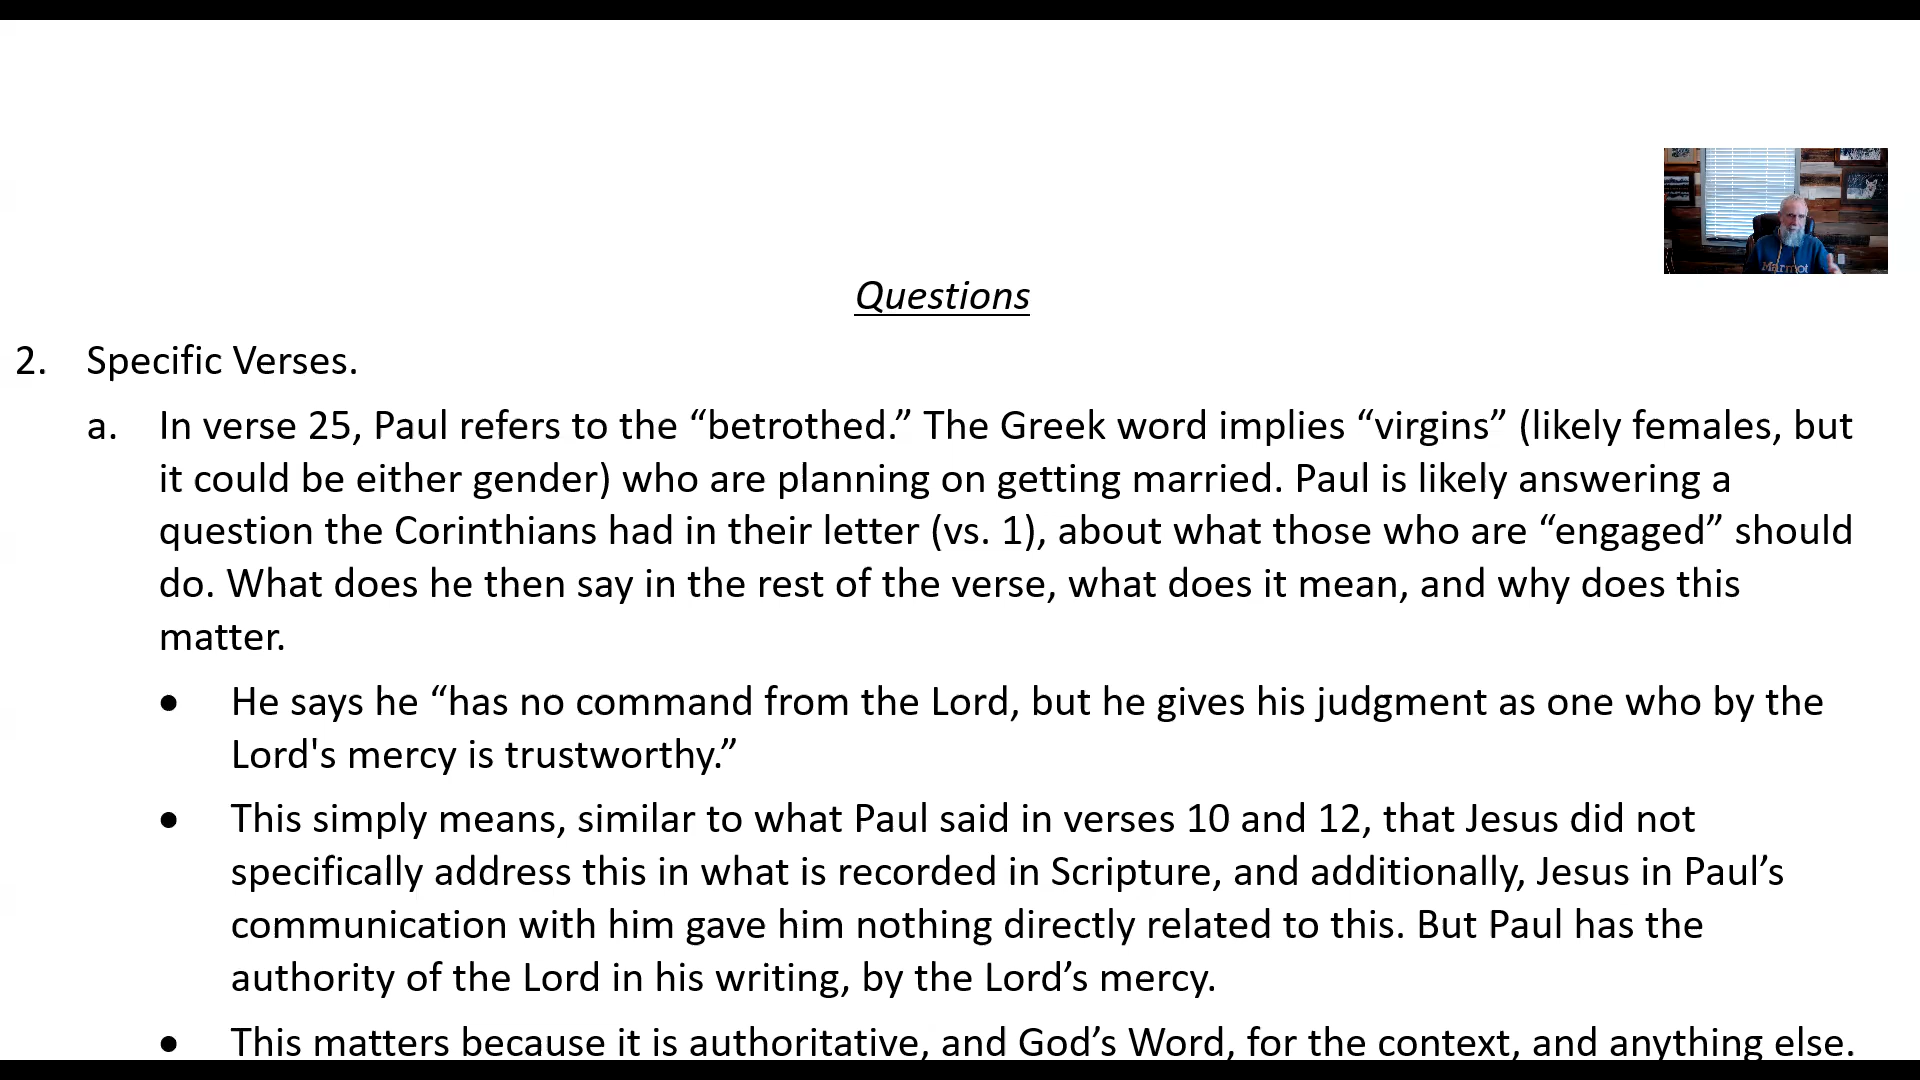 Marmot
Questions
2. Specific Verses.
a. In verse 25, Paul refers to the “betrothed.” The Greek word implies “virgins” (likely females, but
it could be either gender) who are planning on getting married. Paul is likely answering a
question the Corinthians had in their letter (vs. 1), about what those who are “engaged” should
do. What does he then say in the rest of the verse, what does it mean, and why does this
matter.
• He says he “has no command from the Lord, but he gives his judgment as one who by the
Lord's mercy is trustworthy.”
• This simply means, similar to what Paul said in verses 10 and 12, that Jesus did not
specifically address this in what is recorded in Scripture, and additionally, Jesus in Paul’s
communication with him gave him nothing directly related to this. But Paul has the
authority of the Lord in his writing, by the Lord’s mercy.
• This matters because it is authoritative, and God’s Word, for the context, and anything else.